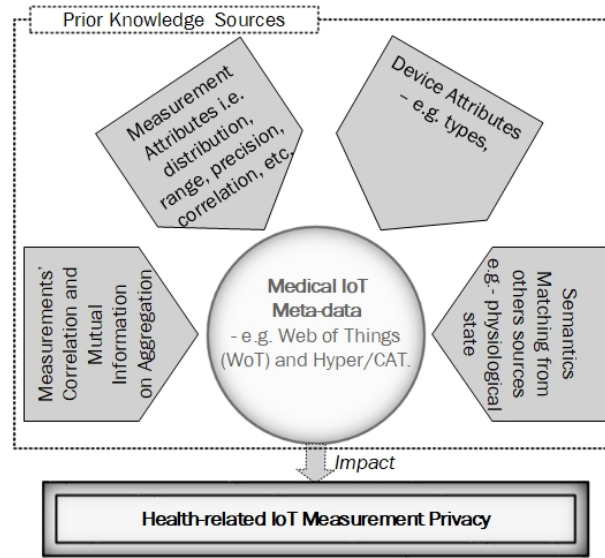 Prior Knowledge Sources
Measurement
Attributes i.e.
distribution,
range, precision,
correlation, etc.
Device Attributes
– e.g. types,
Measurements'
Correlation and
Mutual
Information
on Aggregation
Medical IoT
Meta-data
- e.g. Web of Things
(WoT) and Hyper/CAT.
Semantics
Matching from
others sources
e.g.- physiological
state
Impact
Health-related IoT Measurement Privacy